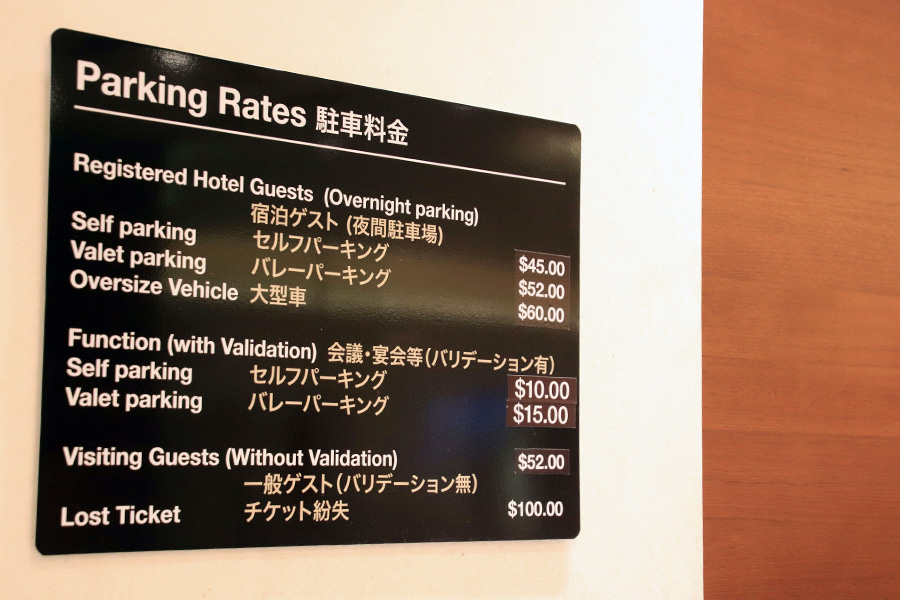 Parking Rates 駐車料金
Registered Hotel Guests (Overnight parking)
宿泊ゲスト (夜間駐車場)
Self parking セルフパーキング $45.00
Valet parking バレーパーキング $52.00
Oversize Vehicle 大型車 $60.00
Function (with Validation) 会議・宴会等(バリデーション有)
Self parking セルフパーキング $10.00
Valet parking バレーパーキング $15.00
Visiting Guests (Without Validation) $52.00
一般ゲスト(バリデーション無)
Lost Ticket チケット紛失 $100.00